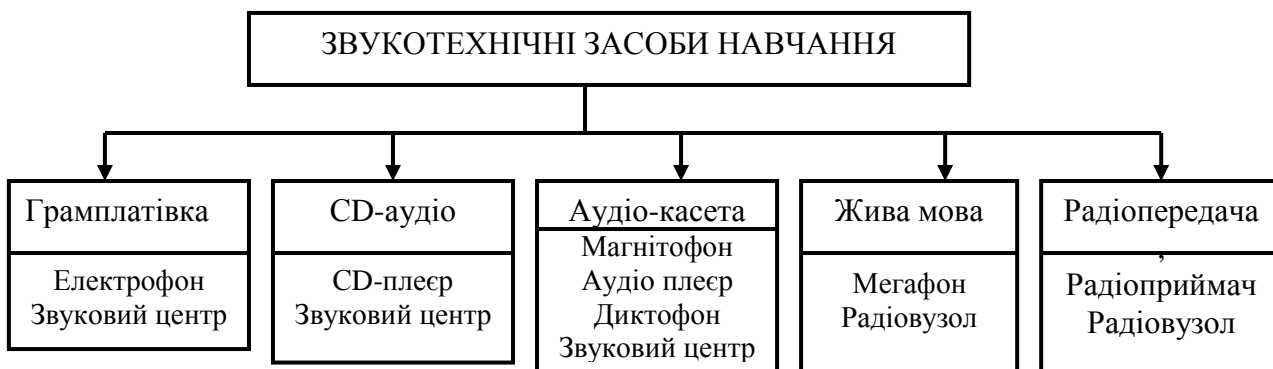 ЗВУКОТЕХНІЧНІ ЗАСОБИ НАВЧАННЯ
Грамплатівка
Електрофон
Звуковий центр
CD-аудіо
CD-плеєр
Звуковий центр
Аудіо-касета
Магнітофон
Аудіо плеєр
Диктофон
Звуковий центр
Жива мова
Мегафон
Радіовузол
Радіопередача
,
Радіоприймач
Радіовузол